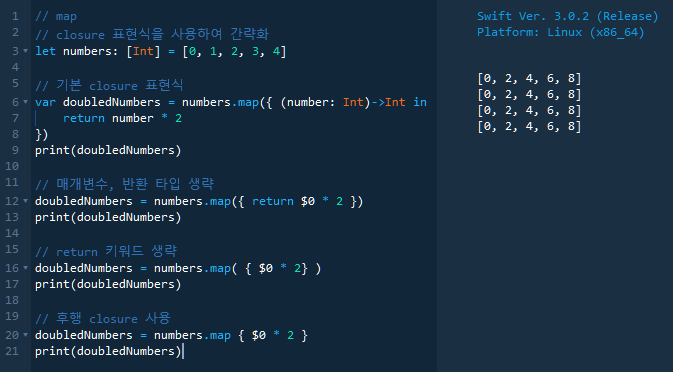 1 // map
2 // closure 표현식을 사용하여 간략화
3 let numbers: [Int] = [0, 1, 2, 3, 4]
4
5 // 기본 closure 표현식
6 var doubledNumbers = numbers.map({ (number: Int)->Int in
7     return number * 2
8 })
9 print(doubledNumbers)
10
11 // 매개변수, 반환 타입 생략
12 doubledNumbers = numbers.map({ return $0 * 2 })
13 print(doubledNumbers)
14
15 // return 키워드 생략
16 doubledNumbers = numbers.map( { $0 * 2} )
17 print(doubledNumbers)
18
19 // 후행 closure 사용
20 doubledNumbers = numbers.map { $0 * 2 }
21 print(doubledNumbers)
Swift Ver. 3.0.2 (Release)
Platform: Linux (x86_64)
[0, 2, 4, 6, 8]
[0, 2, 4, 6, 8]
[0, 2, 4, 6, 8]
[0, 2, 4, 6, 8]